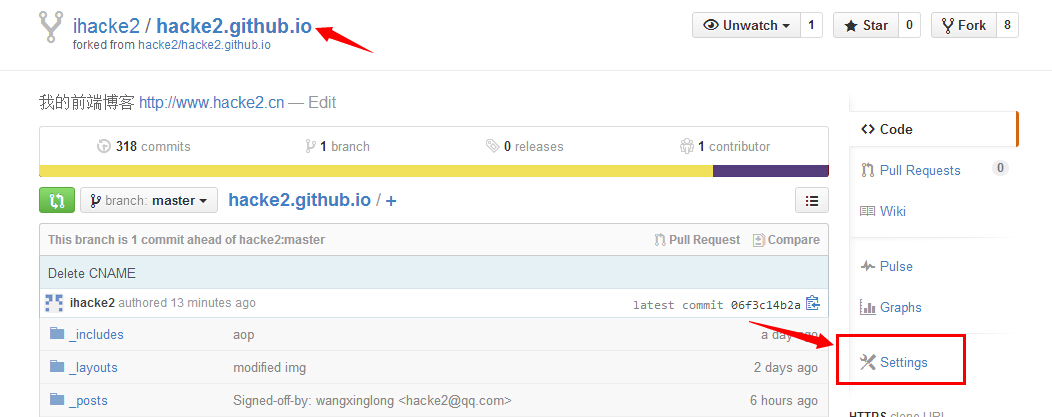 ihacke2 / hacke2.github.io
Unwatch 1 Star 0 Fork 8
forked from hacke2/hacke2.github.io
我的前端博客 http://www.hacke2.cn — Edit
318 commits 1 branch 0 releases 1 contributor
branch: master hacke2.github.io / +
This branch is 1 commit ahead of hacke2:master Pull Request Compare
Delete CNAME
ihacke2 authored 13 minutes ago latest commit 06f3c14b2a
_includes aop a day ago
_layouts modified img 2 days ago
_posts Signed-off-by: wangxinglong <hacke2@qq.com> 6 hours ago
Code
Pull Requests 0
Wiki
Pulse
Graphs
Settings
HTTPS clone URL